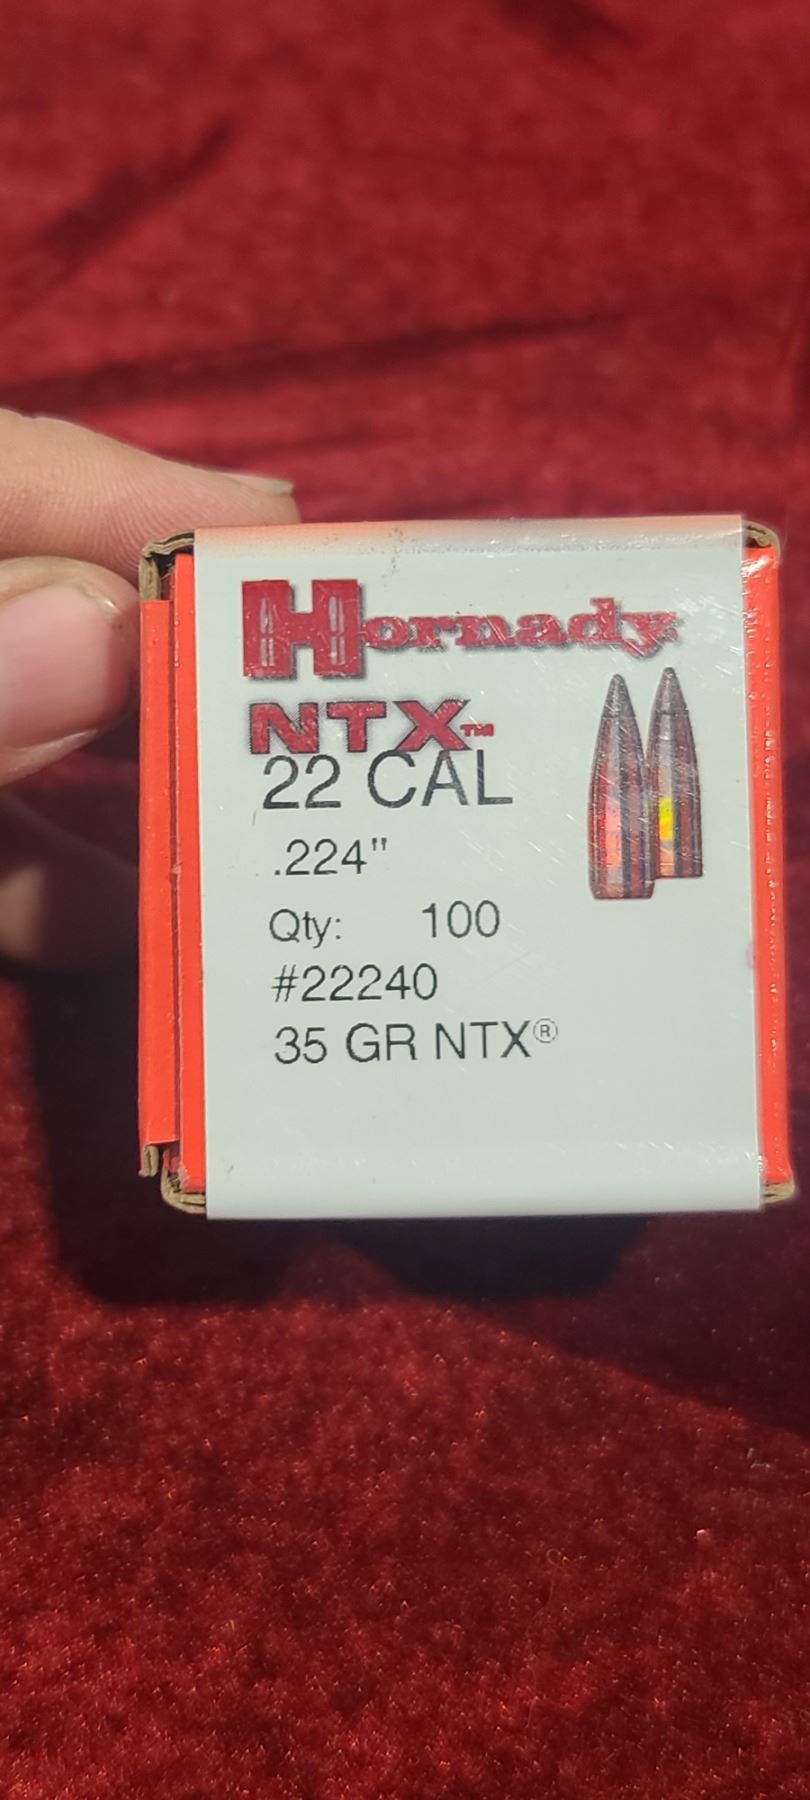 Hornady
NTX™
22 CAL
.224"
Qty: 100
#22240
35 GR NTX®